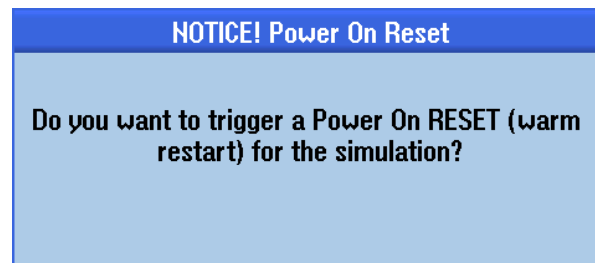 NOTICE! Power On Reset
Do you want to trigger a Power On RESET (warm
restart) for the simulation?